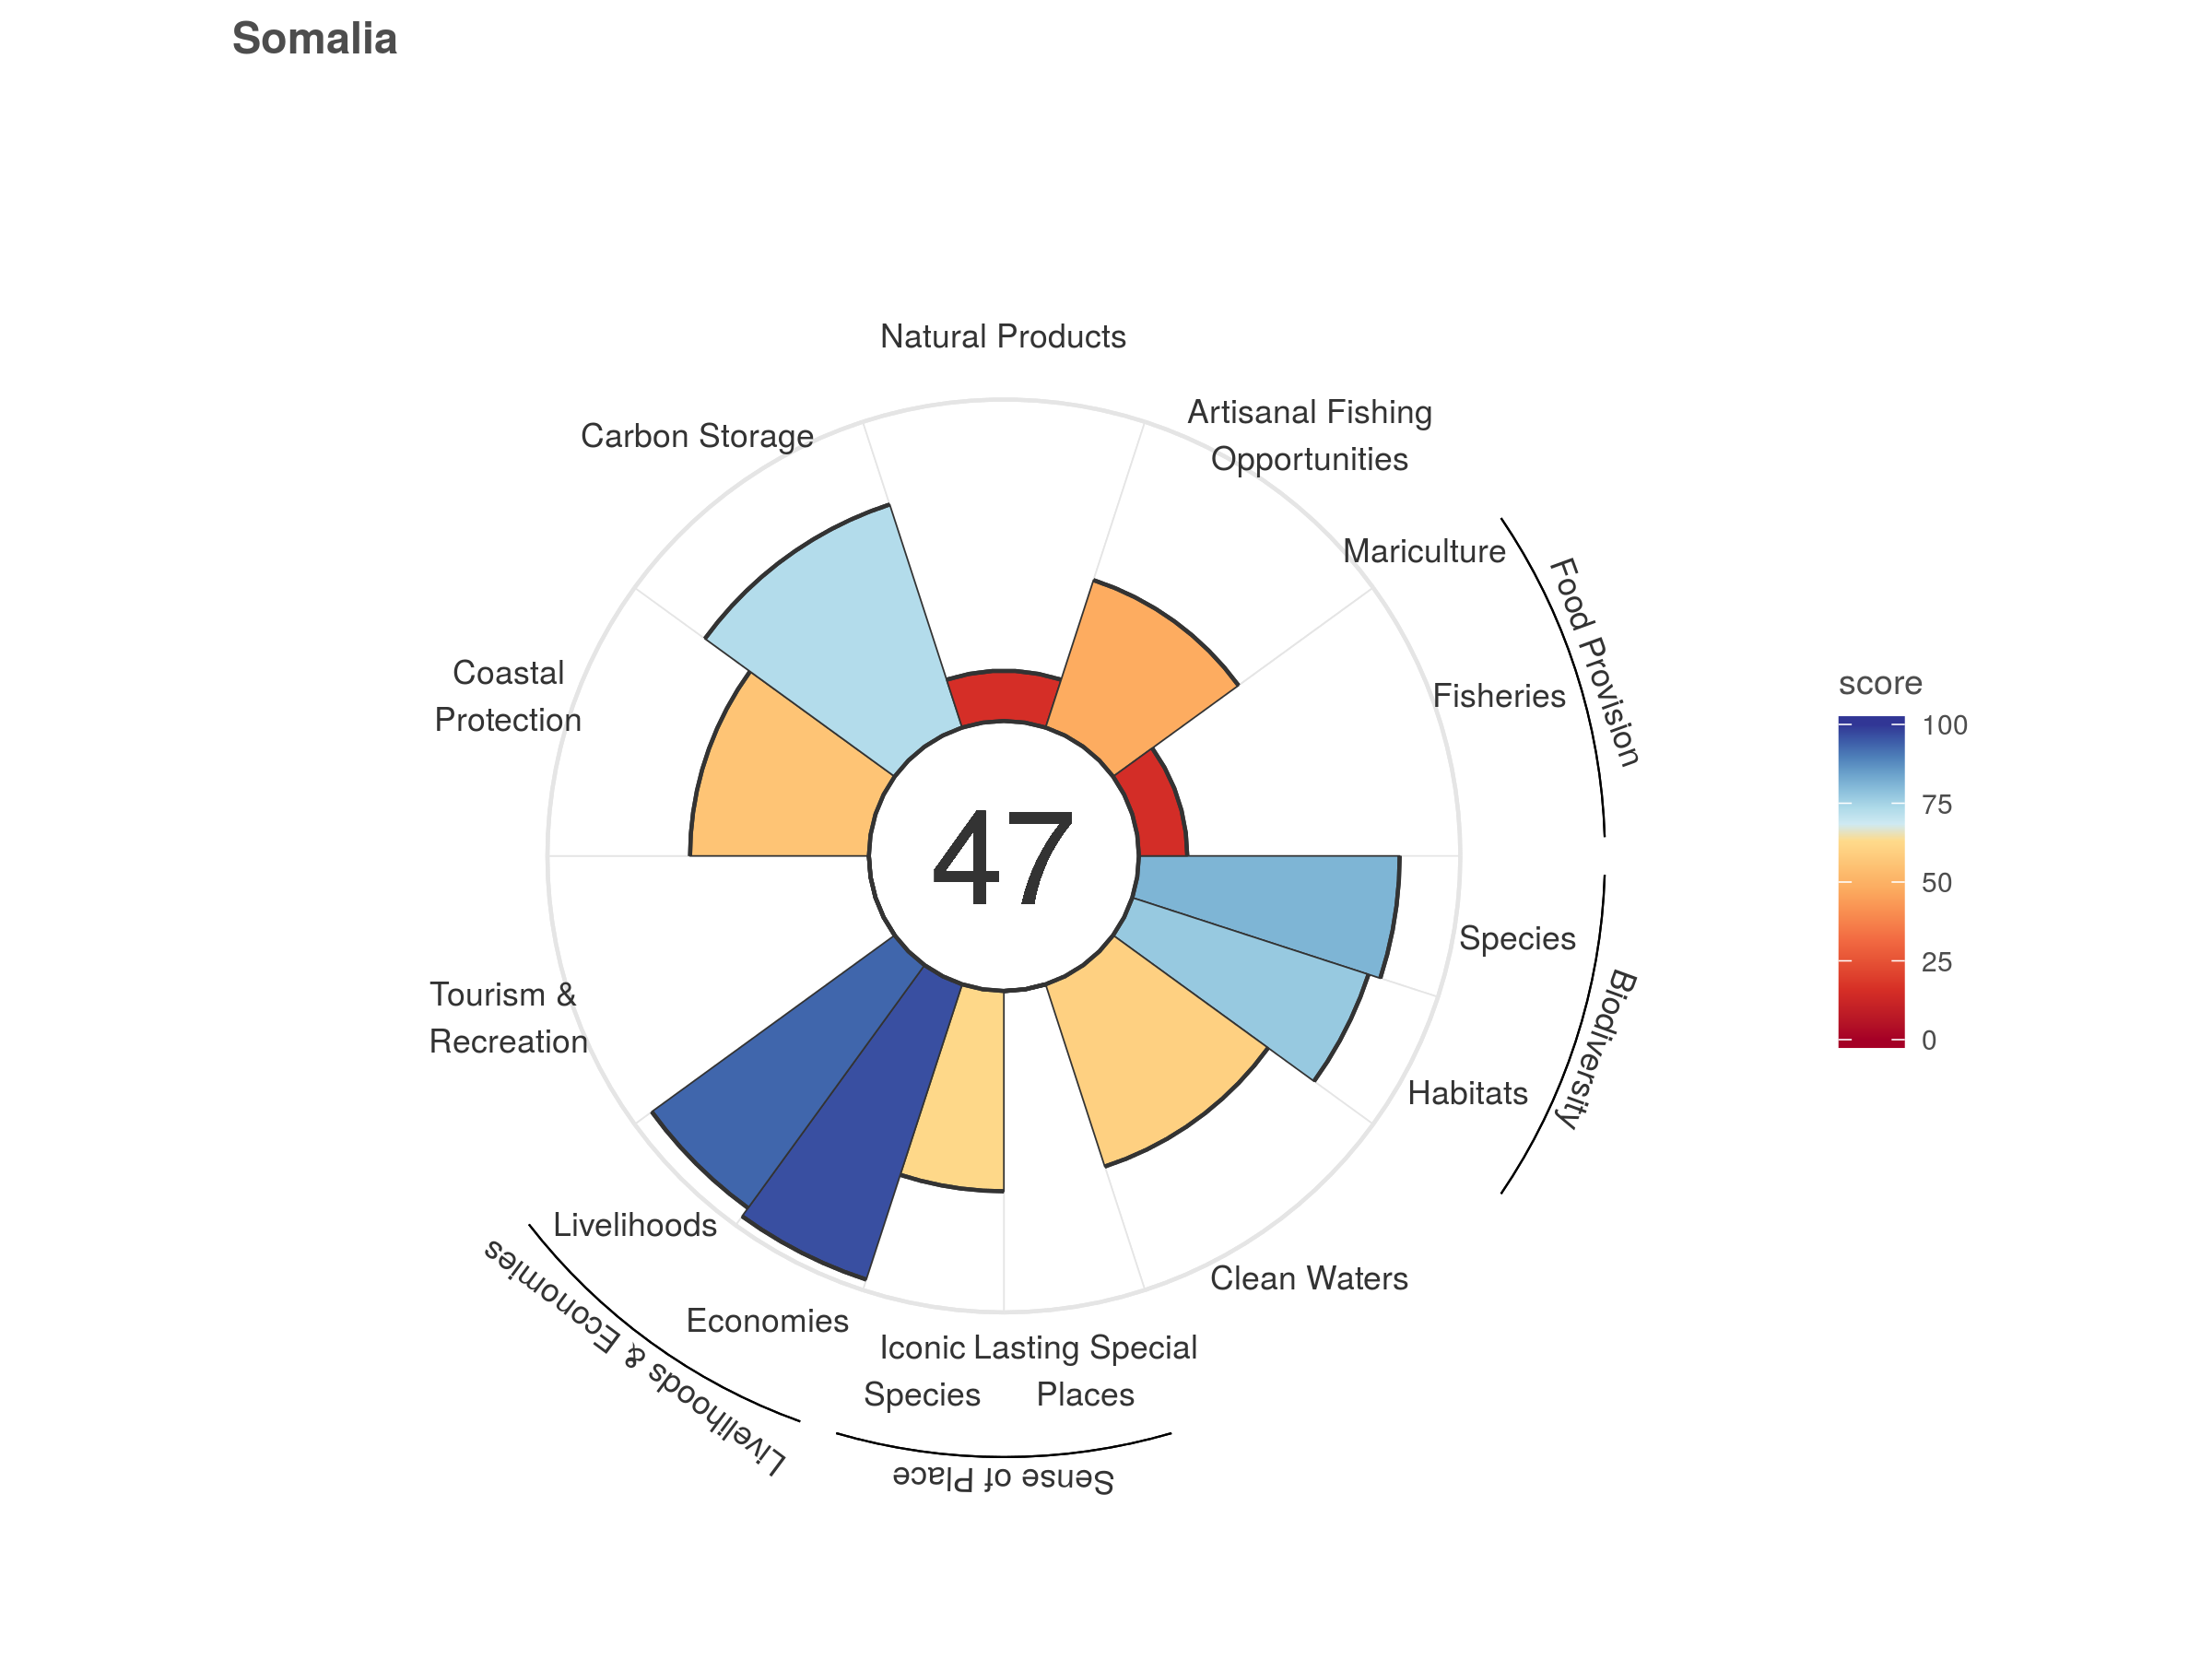 Somalia
Natural Products
Artisanal Fishing
Opportunities
Carbon Storage
Mariculture
Food Provision
Fisheries
Coastal
Protection
score
100
75
50
25
0
47
Species
Biodiversity
Habitats
Tourism &
Recreation
Livelihoods
Livelihoods & Economies
Economies
Clean Waters
Iconic
Species
Lasting Special
Places
Sense of Place